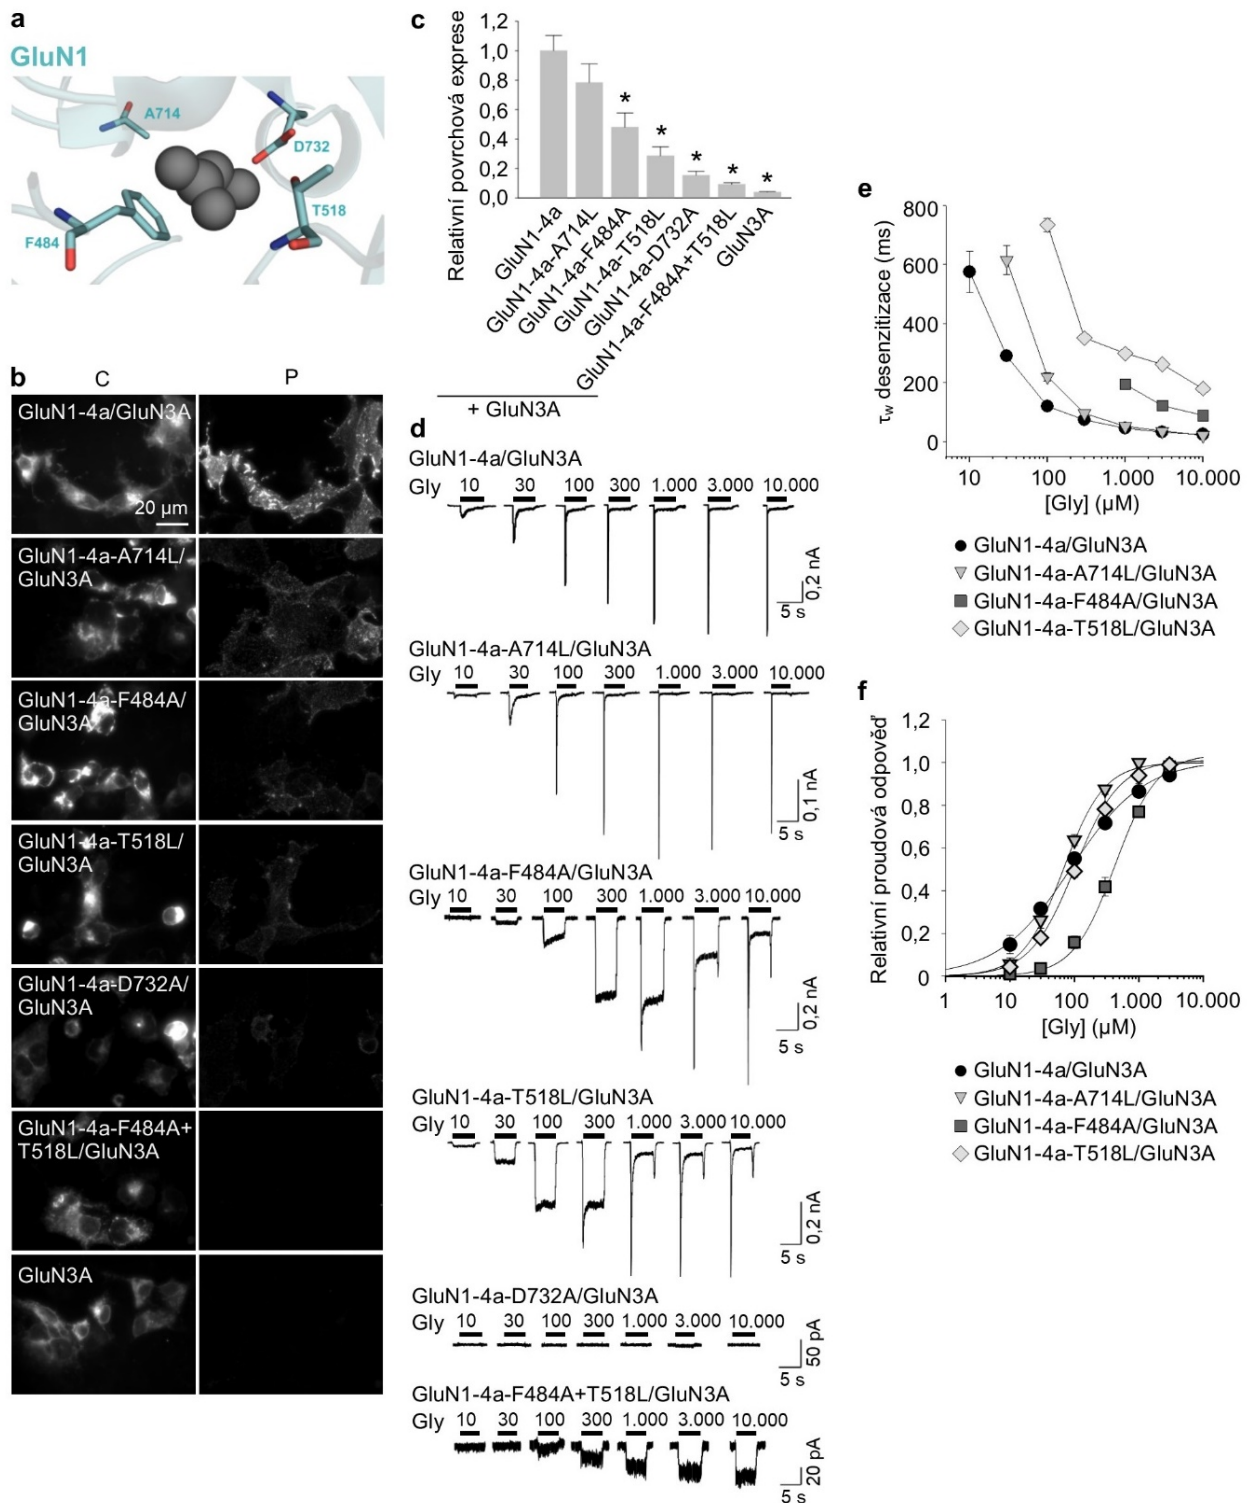 a
GluN1
A714
D732
T518
F484
b
C
P
GluN1-4a/GluN3A
20 µm
GluN1-4a-A714L/
GluN3A
GluN1-4a-F484A/
GluN3A
GluN1-4a-T518L/
GluN3A
GluN1-4a-D732A/
GluN3A
GluN1-4a-F484A+
T518L/GluN3A
GluN3A
c
Relativní povrchová exprese
1,2
1,0
0,8
0,6
0,4
0,2
0,0
* * * * *
GluN1-4a
GluN1-4a-A714L
GluN1-4a-F484A
GluN1-4a-T518L
GluN1-4a-D732A
GluN1-4a-F484A+T518L
GluN3A
+ GluN3A
d
GluN1-4a/GluN3A
Gly 10 30 100 300 1.000 3.000 10.000
0,2 nA
5 s
GluN1-4a-A714L/GluN3A
Gly 10 30 100 300 1.000 3.000 10.000
0,1 nA
5 s
GluN1-4a-F484A/GluN3A
Gly 10 30 100 300 1.000 3.000 10.000
0,2 nA
5 s
GluN1-4a-T518L/GluN3A
Gly 10 30 100 300 1.000 3.000 10.000
0,2 nA
5 s
GluN1-4a-D732A/GluN3A
Gly 10 30 100 300 1.000 3.000 10.000
50 pA
5 s
GluN1-4a-F484A+T518L/GluN3A
Gly 10 30 100 300 1.000 3.000 10.000
20 pA
5 s
e
τw desenzitizace (ms)
800
600
400
200
0
10 100 1.000 10.000
[Gly] (µM)
GluN1-4a/GluN3A
GluN1-4a-A714L/GluN3A
GluN1-4a-F484A/GluN3A
GluN1-4a-T518L/GluN3A
f
Relativní proudová odpověď
1,2
1,0
0,8
0,6
0,4
0,2
0
1 10 100 1.000 10.000
[Gly] (µM)
GluN1-4a/GluN3A
GluN1-4a-A714L/GluN3A
GluN1-4a-F484A/GluN3A
GluN1-4a-T518L/GluN3A